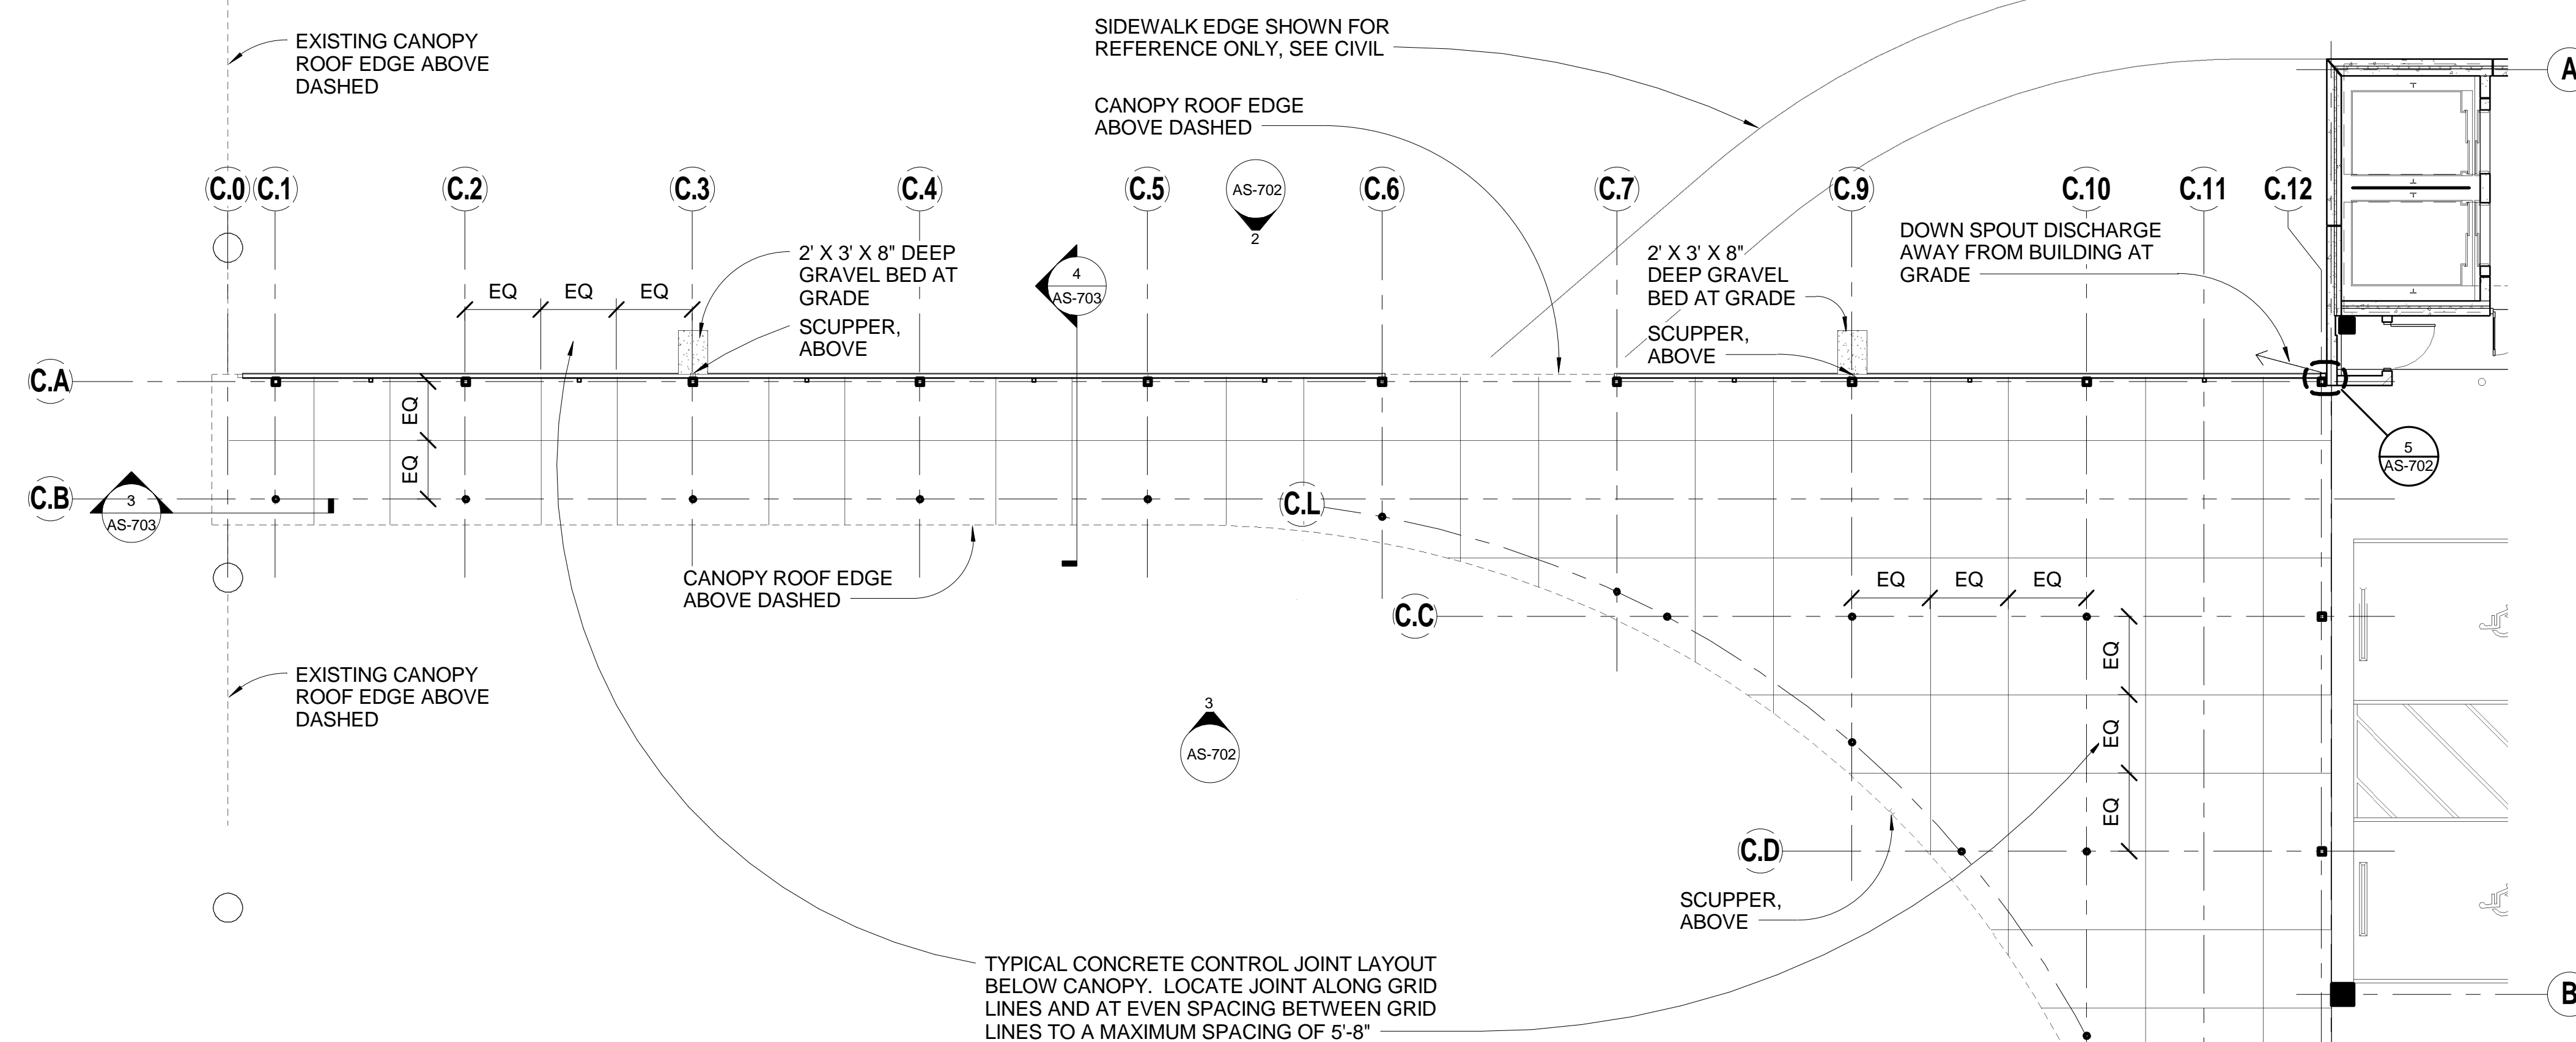 EXISTING CANOPY
ROOF EDGE ABOVE
DASHED
SIDEWALK EDGE SHOWN FOR
REFERENCE ONLY, SEE CIVIL
CANOPY ROOF EDGE
ABOVE DASHED
A
C.0
C.1
C.2
C.3
C.4
C.5
AS-702
2
C.6
C.7
C.9
C.10
C.11
C.12
2' X 3' X 8" DEEP
GRAVEL BED AT
GRADE
SCUPPER,
ABOVE
4
AS-703
2' X 3' X 8"
DEEP GRAVEL
BED AT GRADE
SCUPPER,
ABOVE
DOWN SPOUT DISCHARGE
AWAY FROM BUILDING AT
GRADE
EQ
EQ
EQ
C.A
EQ
EQ
C.B
3
AS-703
C.L
5
AS-702
CANOPY ROOF EDGE
ABOVE DASHED
C.C
EQ
EQ
EQ
EQ
EQ
EQ
EXISTING CANOPY
ROOF EDGE ABOVE
DASHED
3
AS-702
C.D
SCUPPER,
ABOVE
TYPICAL CONCRETE CONTROL JOINT LAYOUT
BELOW CANOPY. LOCATE JOINT ALONG GRID
LINES AND AT EVEN SPACING BETWEEN GRID
LINES TO A MAXIMUM SPACING OF 5'-8"
B